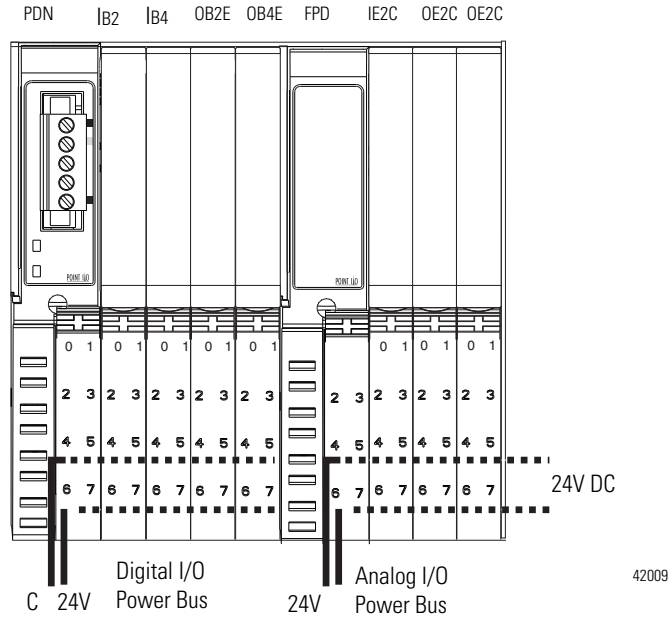 PDN IB2 IB4 OB2E OB4E FPD IE2C OE2C OE2C
POINT I/O POINT I/O
0 1 0 1 0 1 0 1 0 1 0 1 0 1 0 1
2 3 2 3 2 3 2 3 2 3 2 3 2 3 2 3 2 3
4 5 4 5 4 5 4 5 4 5 4 5 4 5 4 5 4 5
24V DC
6 7 6 7 6 7 6 7 6 7 6 7 6 7 6 7 6 7
Digital I/O Analog I/O 42009
C 24V Power Bus 24V Power Bus